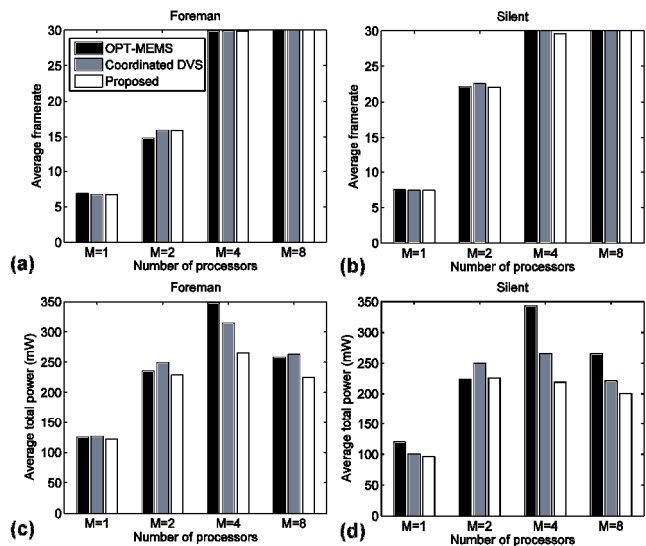 Foreman
Average framerate
30
25
20
15
10
5
0
OPT-MEMS
Coordinated DVS
Proposed
M=1 M=2 M=4 M=8
Number of processors
(a)
Silent
Average framerate
30
25
20
15
10
5
0
M=1 M=2 M=4 M=8
Number of processors
(b)
Foreman
Average total power (mW)
350
300
250
200
150
100
50
0
M=1 M=2 M=4 M=8
Number of processors
(c)
Silent
Average total power (mW)
350
300
250
200
150
100
50
0
M=1 M=2 M=4 M=8
Number of processors
(d)